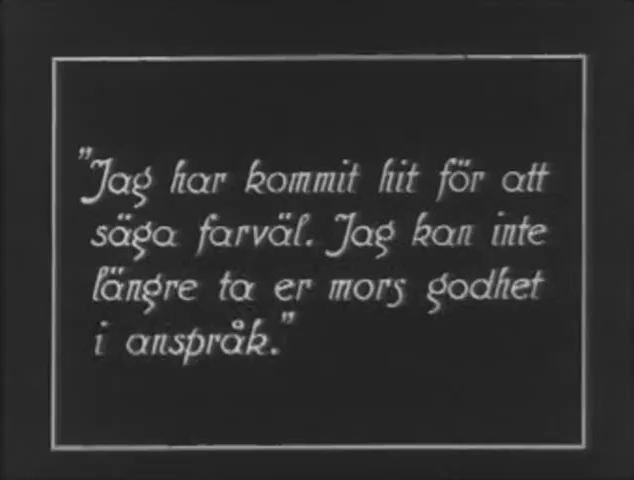 "Jag har kommit hit för att
säga farväl. Jag kan inte
längre ta er mors godhet
i anspråk."